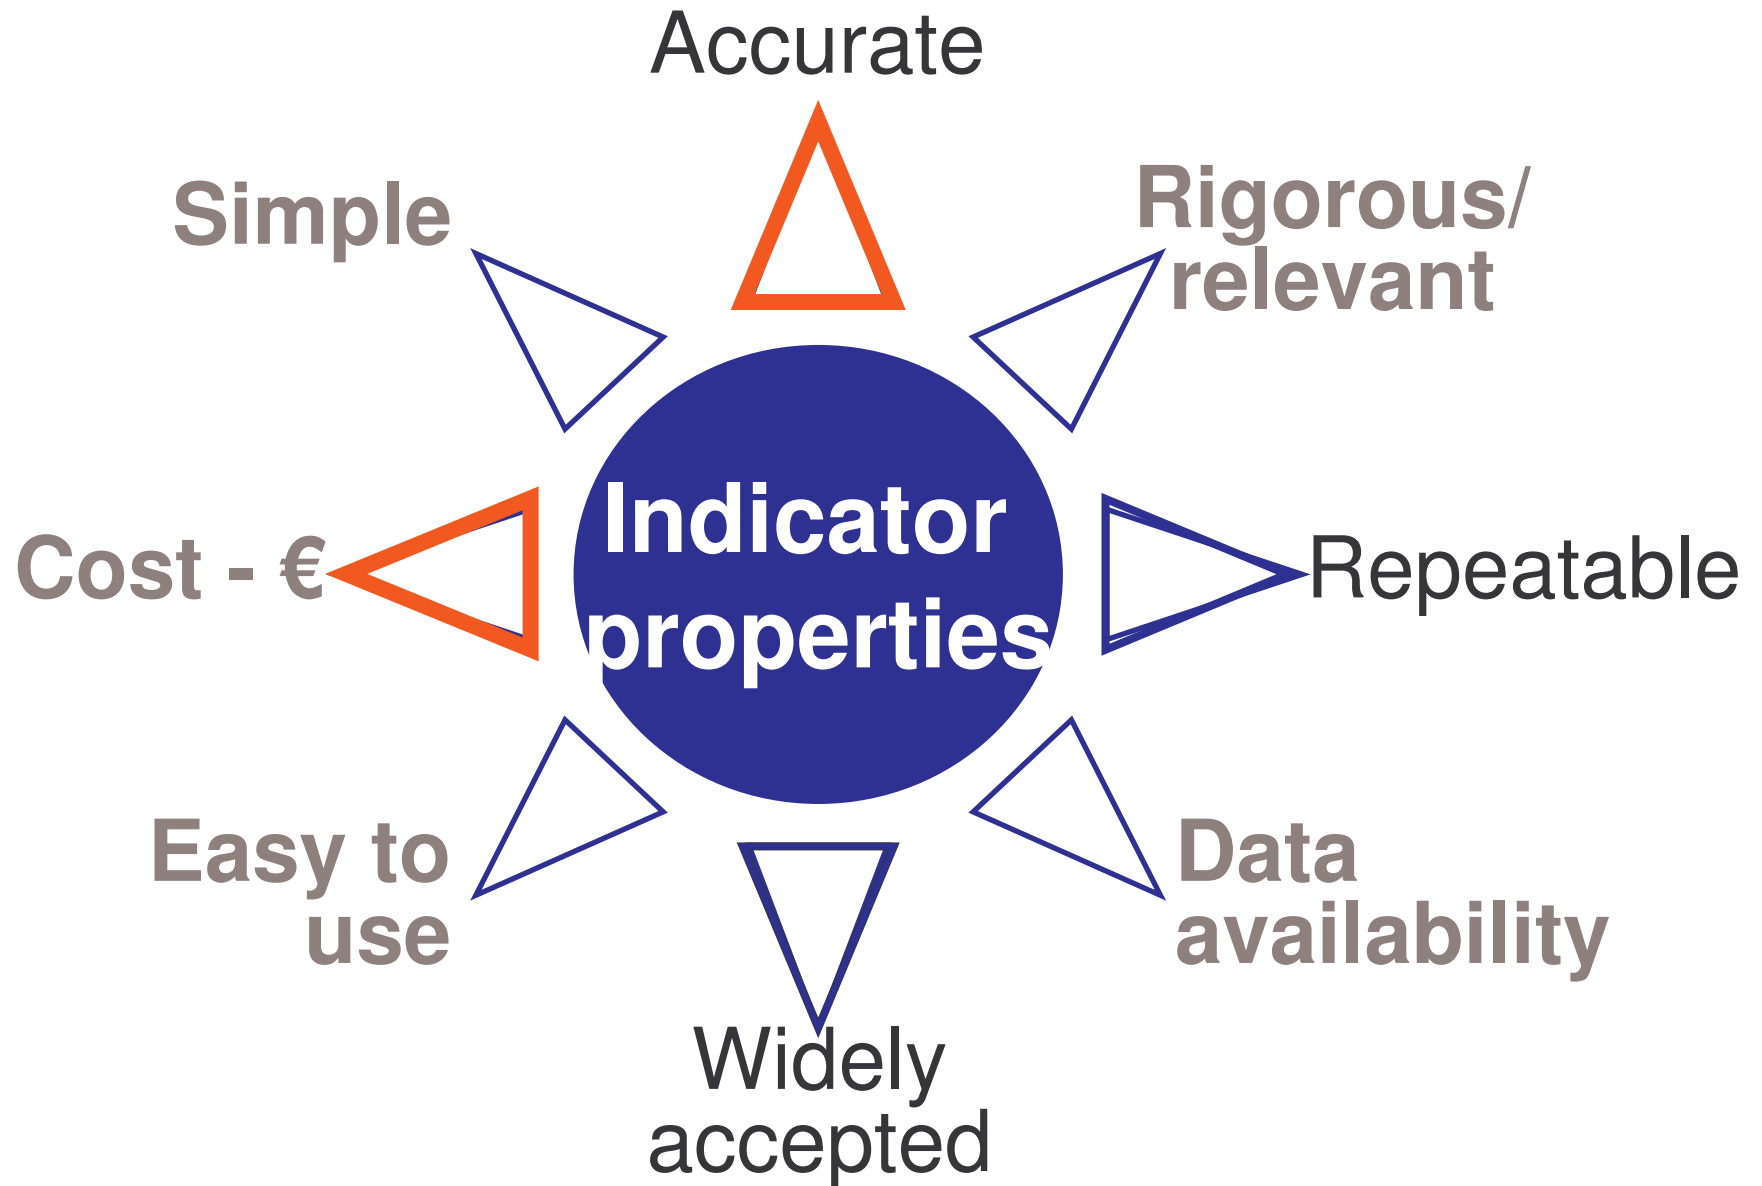 Accurate
Simple
Rigorous/
relevant
Indicator
properties
Cost - €
Repeatable
Easy to
use
Data
availability
Widely
accepted